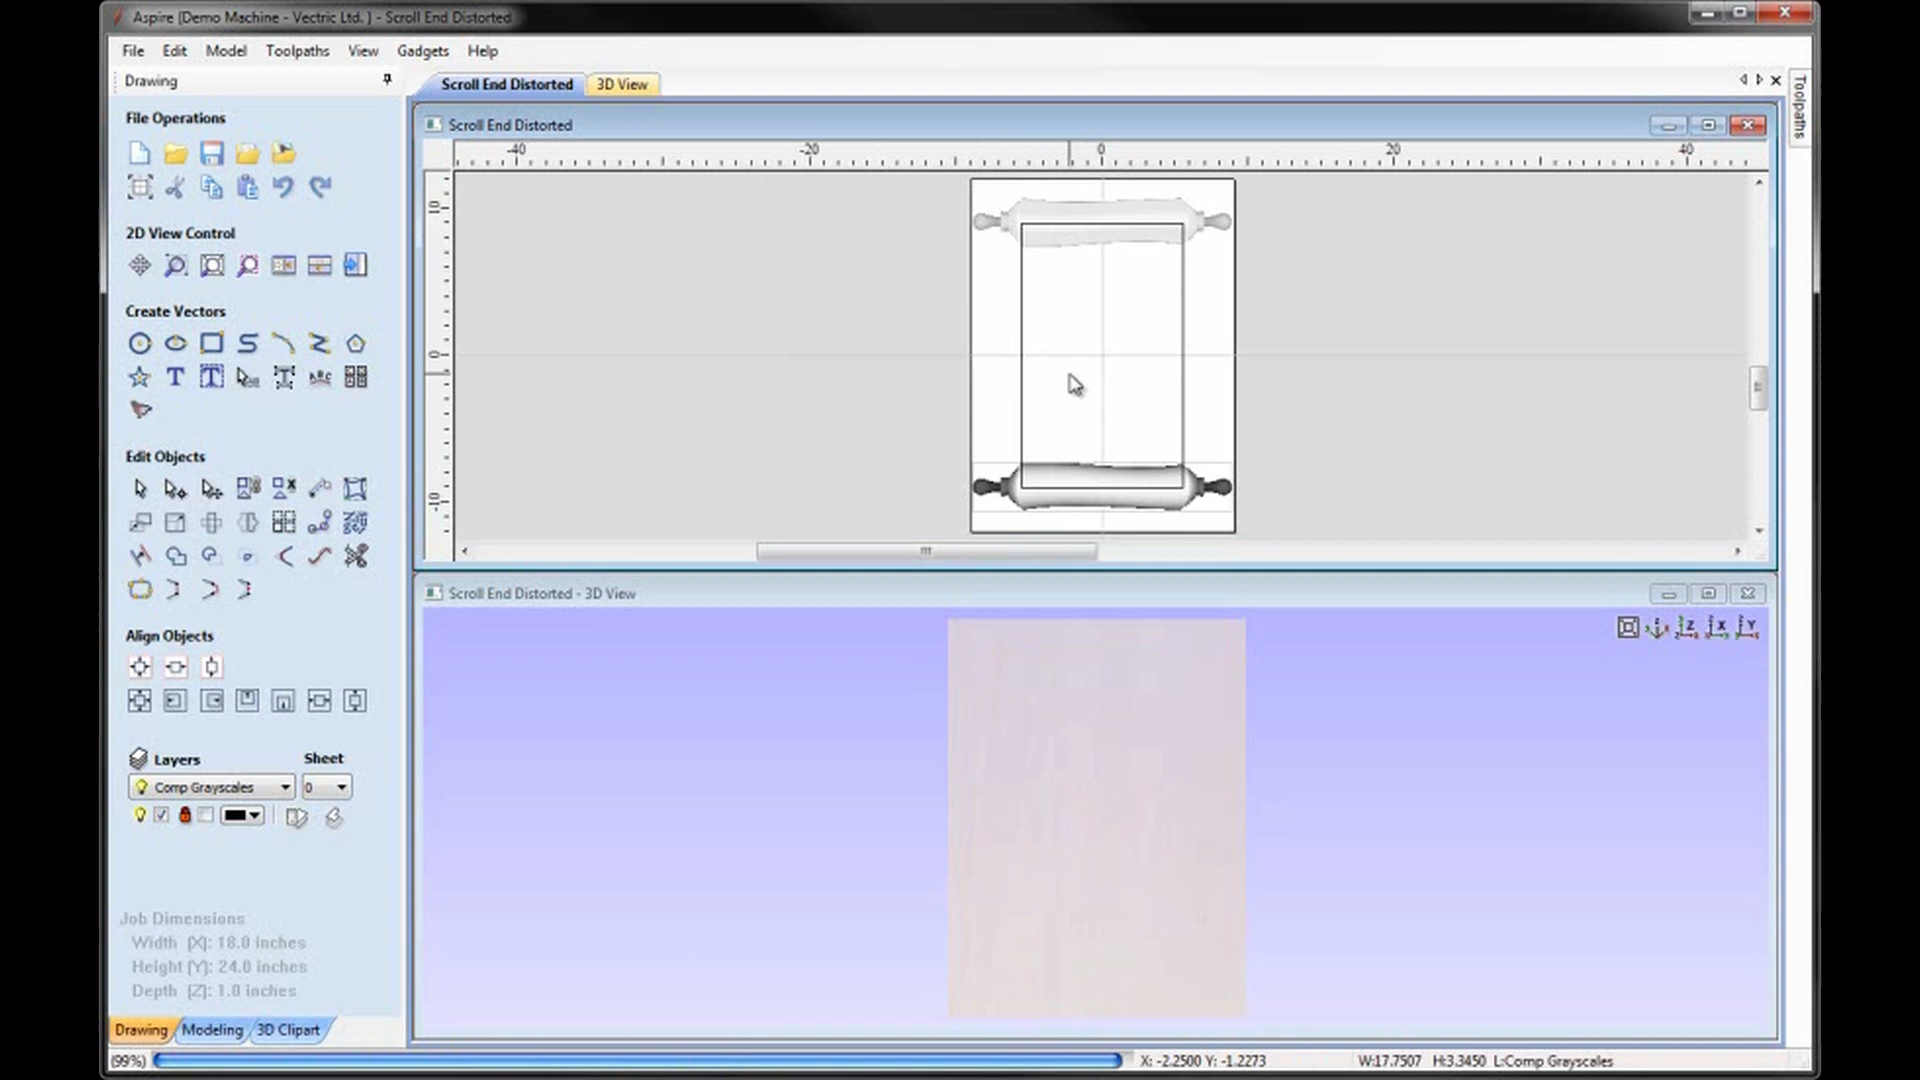 Aspire (Demo Machine - Vectric Ltd. ) - Scroll End Distorted
File Edit Model Toolpaths View Gadgets Help
Drawing
File Operations
2D View Control
Create Vectors
Edit Objects
Align Objects
Layers Sheet
Comp Grayscales 0
Job Dimensions
Width (X): 18.0 inches
Height (Y): 24.0 inches
Depth (Z): 1.0 inches
Drawing Modeling 3D Clipart
Scroll End Distorted 3D View
Toolpaths
Scroll End Distorted
-40 -20 0 20 40
10
0
-10
Scroll End Distorted - 3D View
(99%) X: -2.2500 Y: -1.2273 W:17.7507 H:3.3450 L:Comp Grayscales